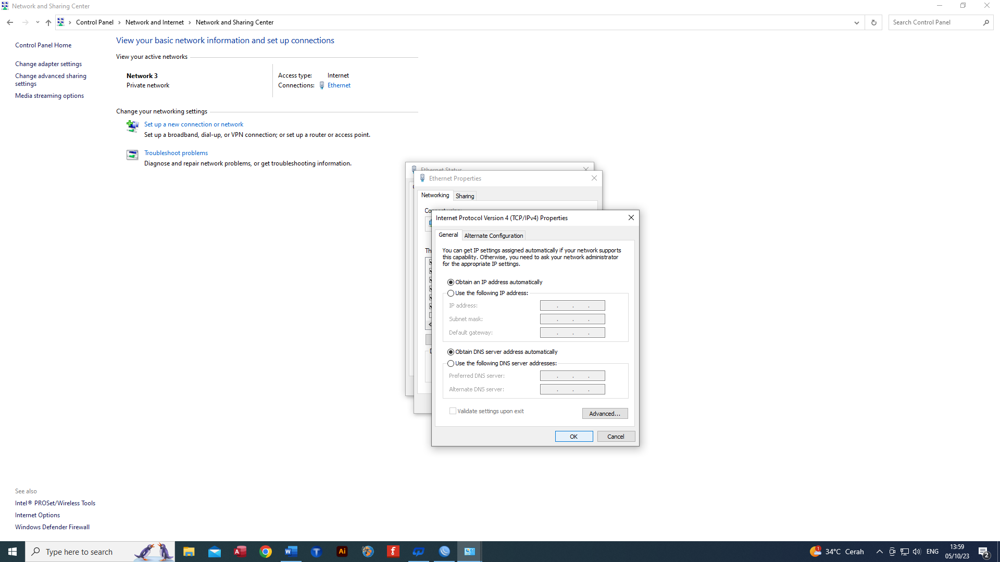 Network and Sharing Center
Control Panel
Network and Internet
Network and Sharing Center
Search Control Panel
Control Panel Home
Change adapter settings
Change advanced sharing
settings
Media streaming options
View your basic network information and set up connections
View your active networks
Network 3
Private network
Access type: Internet
Connections: Ethernet
Change your networking settings
Set up a new connection or network
Set up a broadband, dial-up, or VPN connection; or set up a router or access point.
Troubleshoot problems
Diagnose and repair network problems, or get troubleshooting information.
Ethernet Status
Ethernet Properties
Networking
Sharing
Internet Protocol Version 4 (TCP/IPv4) Properties
General
Alternate Configuration
You can get IP settings assigned automatically if your network supports
this capability. Otherwise, you need to ask your network administrator
for the appropriate IP settings.
Obtain an IP address automatically
Use the following IP address:
IP address:
Subnet mask:
Default gateway:
Obtain DNS server address automatically
Use the following DNS server addresses:
Preferred DNS server:
Alternate DNS server:
Validate settings upon exit
Advanced...
OK
Cancel
See also
Intel® PROSet/Wireless Tools
Internet Options
Windows Defender Firewall
Type here to search
34°C Cerah
ENG
13:59
05/10/23
2